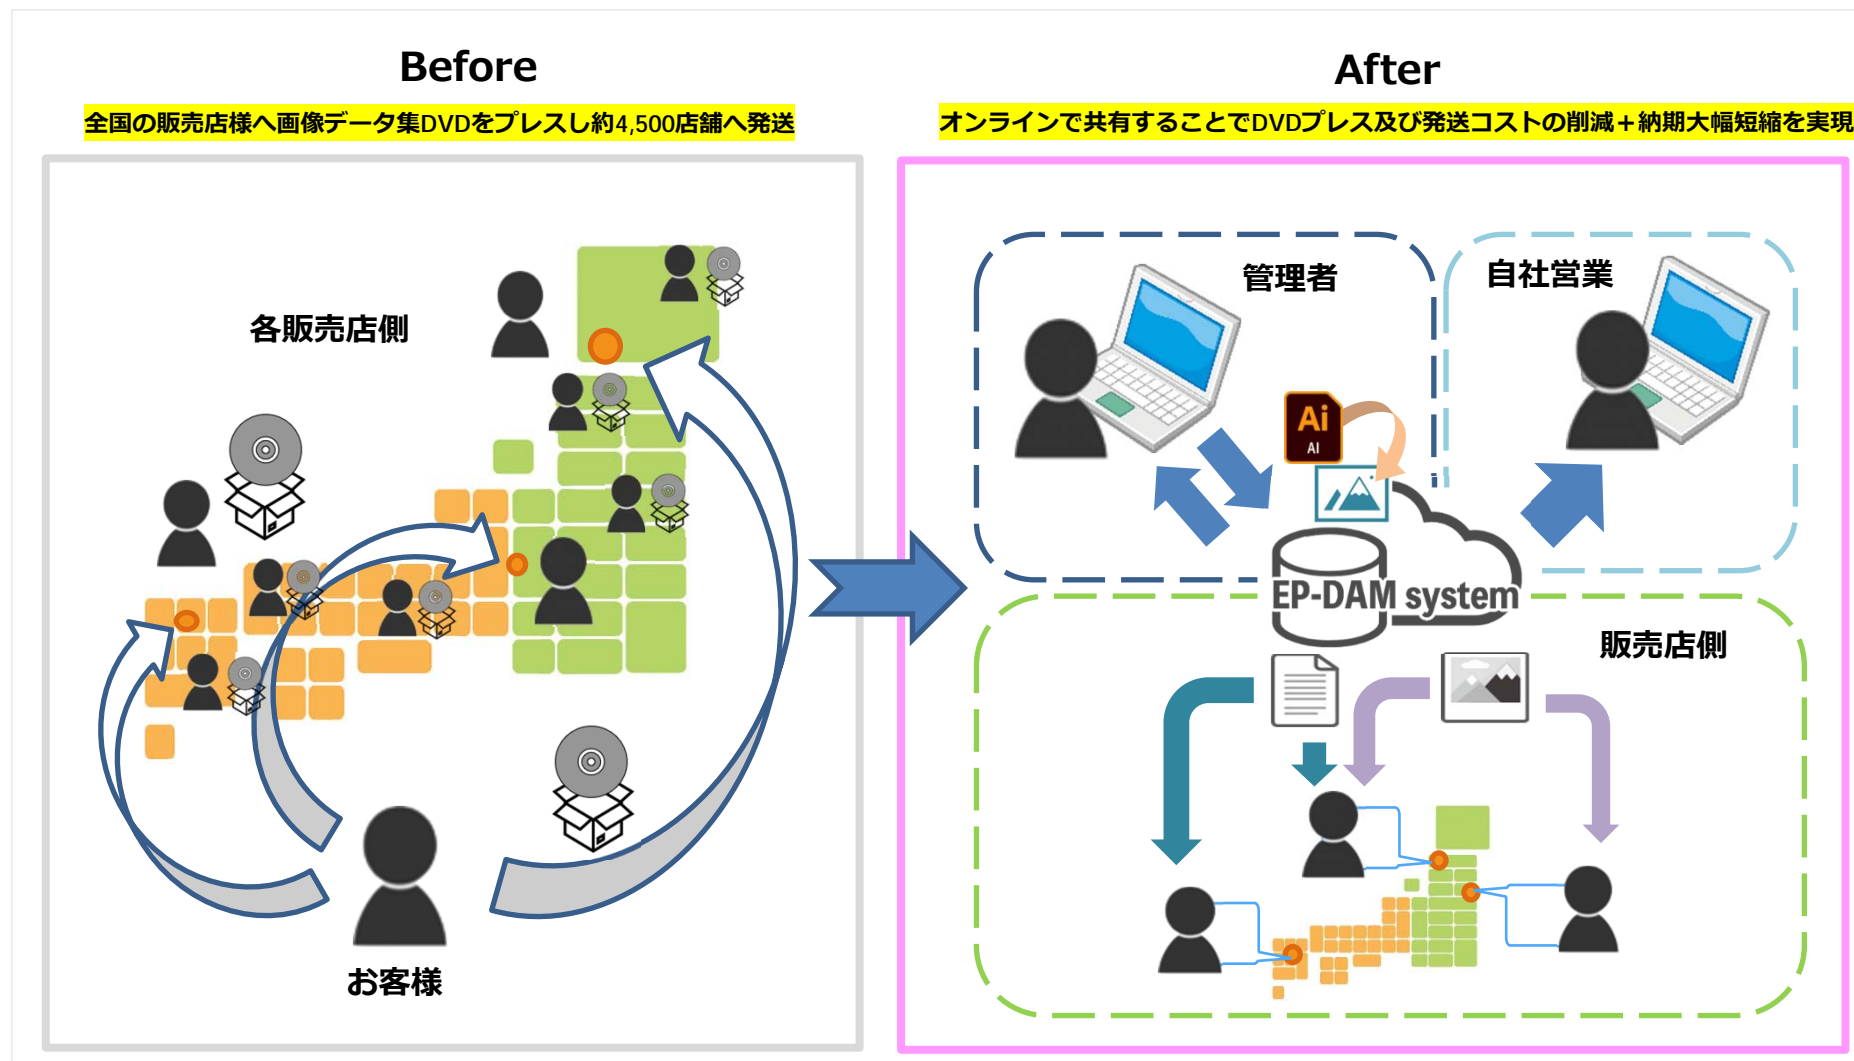 Before
全国の販売店様へ画像データ集DVDをプレスし約4,500店舗へ発送
各販売店側
お客様
After
オンラインで共有することでDVDプレス及び発送コストの削減＋納期大幅短縮を実現
管理者
自社営業
Ai
AI
EP-DAM system
販売店側